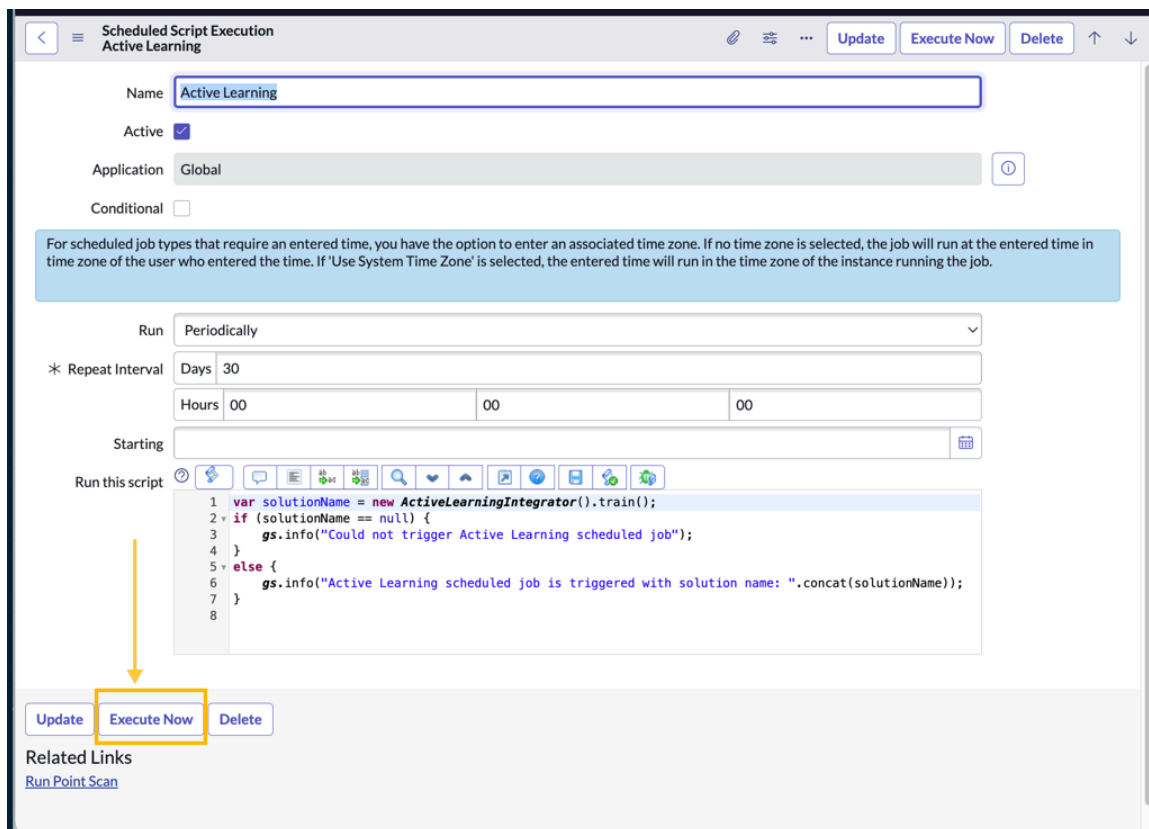 Scheduled Script Execution
Active Learning
Update Execute Now Delete
Name Active Learning
Active
Application Global
Conditional
For scheduled job types that require an entered time, you have the option to enter an associated time zone. If no time zone is selected, the job will run at the entered time in
time zone of the user who entered the time. If 'Use System Time Zone' is selected, the entered time will run in the time zone of the instance running the job.
Run Periodically
Repeat Interval Days 30
Hours 00 00 00
Starting
Run this script
1 var solutionName = new ActiveLearningIntegrator().train();
2 if (solutionName == null) {
3 gs.info("Could not trigger Active Learning scheduled job");
4 }
5 else {
6 gs.info("Active Learning scheduled job is triggered with solution name: ".concat(solutionName));
7 }
8
Update Execute Now Delete
Related Links
Run Point Scan